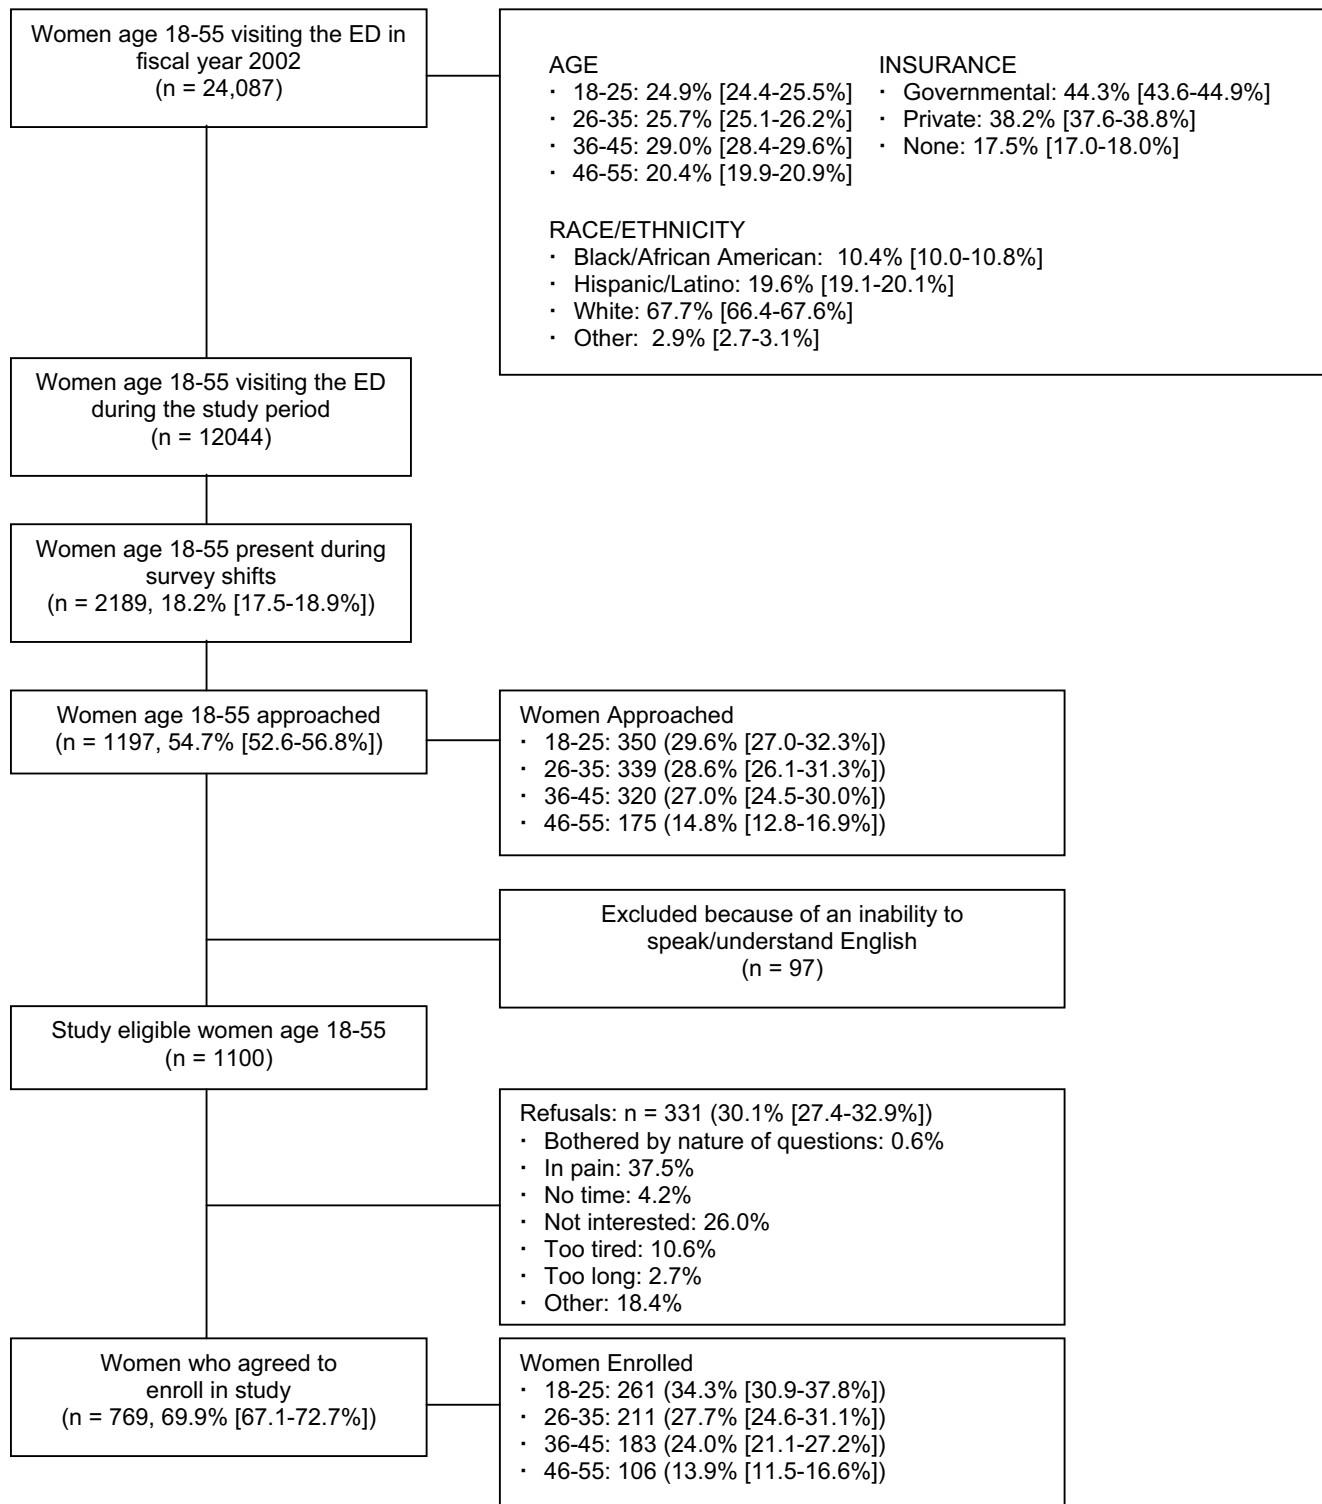 Women age 18-55 visiting the ED in
fiscal year 2002
(n = 24,087)
AGE
· 18-25: 24.9% [24.4-25.5%]
· 26-35: 25.7% [25.1-26.2%]
· 36-45: 29.0% [28.4-29.6%]
· 46-55: 20.4% [19.9-20.9%]
INSURANCE
· Governmental: 44.3% [43.6-44.9%]
· Private: 38.2% [37.6-38.8%]
· None: 17.5% [17.0-18.0%]
RACE/ETHNICITY
· Black/African American: 10.4% [10.0-10.8%]
· Hispanic/Latino: 19.6% [19.1-20.1%]
· White: 67.7% [66.4-67.6%]
· Other: 2.9% [2.7-3.1%]
Women age 18-55 visiting the ED
during the study period
(n = 12044)
Women age 18-55 present during
survey shifts
(n = 2189, 18.2% [17.5-18.9%])
Women age 18-55 approached
(n = 1197, 54.7% [52.6-56.8%])
Women Approached
· 18-25: 350 (29.6% [27.0-32.3%])
· 26-35: 339 (28.6% [26.1-31.3%])
· 36-45: 320 (27.0% [24.5-30.0%])
· 46-55: 175 (14.8% [12.8-16.9%])
Excluded because of an inability to
speak/understand English
(n = 97)
Study eligible women age 18-55
(n = 1100)
Refusals: n = 331 (30.1% [27.4-32.9%])
· Bothered by nature of questions: 0.6%
· In pain: 37.5%
· No time: 4.2%
· Not interested: 26.0%
· Too tired: 10.6%
· Too long: 2.7%
· Other: 18.4%
Women who agreed to
enroll in study
(n = 769, 69.9% [67.1-72.7%])
Women Enrolled
· 18-25: 261 (34.3% [30.9-37.8%])
· 26-35: 211 (27.7% [24.6-31.1%])
· 36-45: 183 (24.0% [21.1-27.2%])
· 46-55: 106 (13.9% [11.5-16.6%])